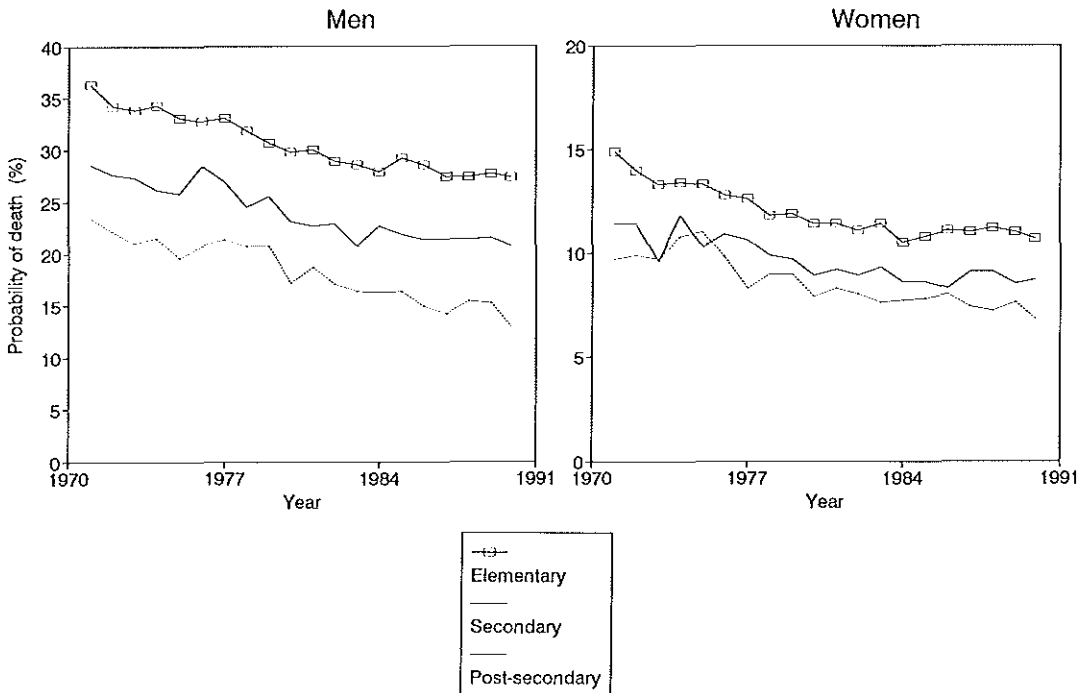 Men
Women
40
35
30
25
20
15
10
5
0
Probability of death (%)
1970
1977
1984
1991
Year
20
15
10
5
0
1970
1977
1984
1991
Year
Elementary
Secondary
Post-secondary